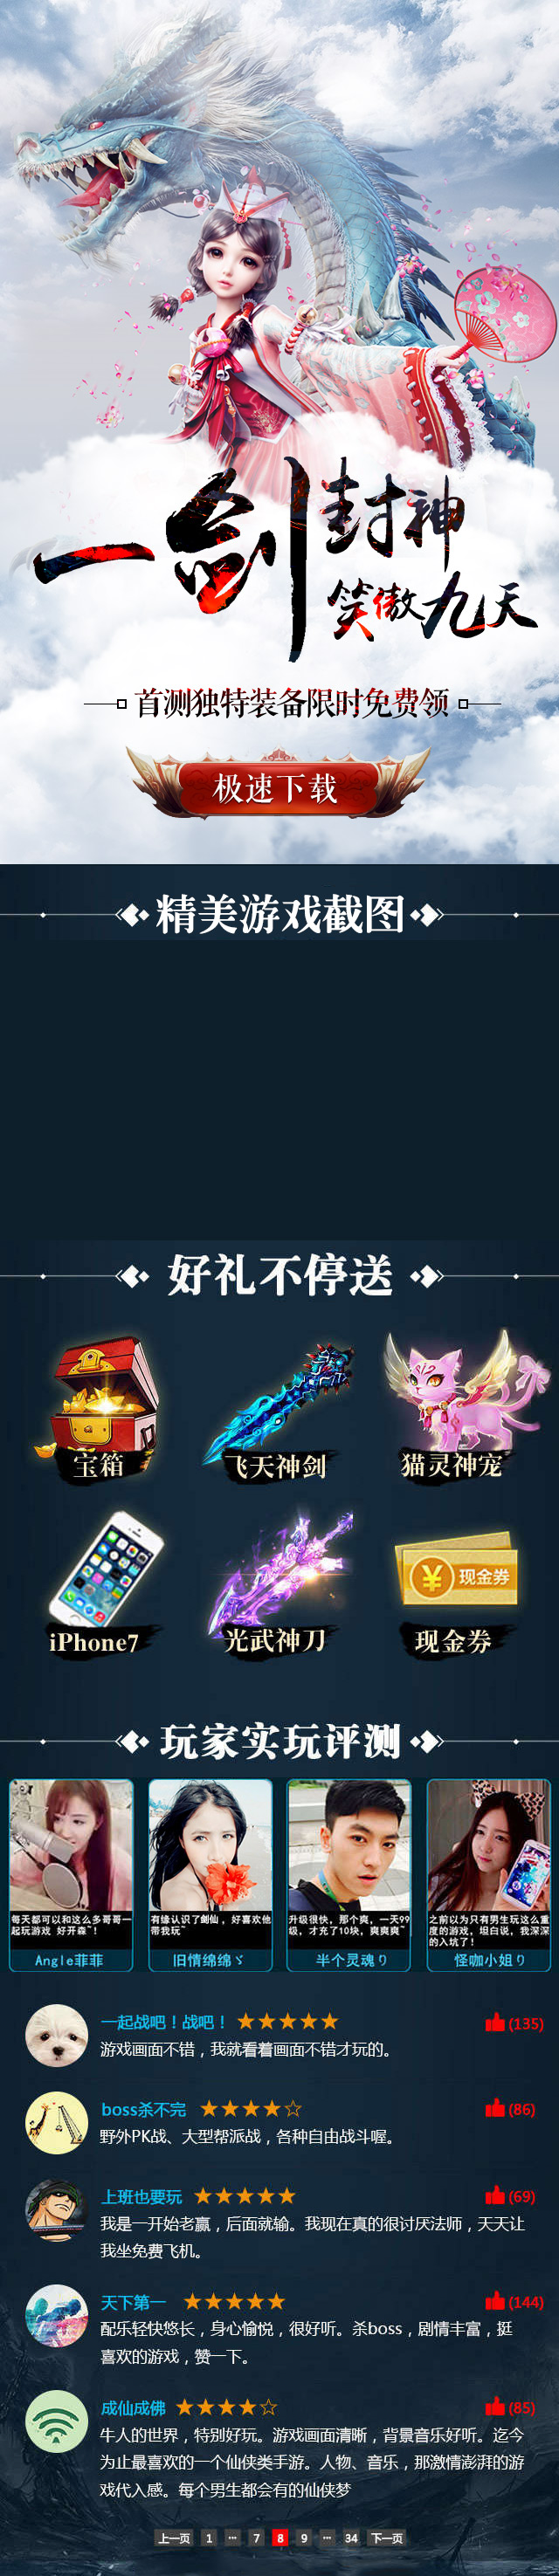 一剑封神
笑傲九天
首测独特装备限时免费领
极速下载
精美游戏截图
好礼不停送
宝箱
飞天神剑
猫灵神宠
iPhone7
光武神刀
¥现金券
现金券
玩家实玩评测
每天都可以和这么多哥哥一
起玩游戏 好开森~!
Angle菲菲
有缘认识了剑仙，好喜欢他
带我玩~
旧情绵绵ヾ
升级很快，那个爽，一天99
级，才充了10块，爽爽爽~
半个灵魂り
之前以为只有男生玩这么重
度的游戏，坦白说，我深深
的入坑了!
怪咖小姐り
一起战吧！战吧！ ★★★★★ (135)
游戏画面不错，我就看着画面不错才玩的。
boss杀不完 ★★★★☆ (86)
野外PK战、大型帮派战，各种自由战斗喔。
上班也要玩 ★★★★★ (69)
我是一开始老赢，后面就输。我现在真的很讨厌法师，天天让
我坐免费飞机。
天下第一 ★★★★★ (144)
配乐轻快悠长，身心愉悦，很好听。杀boss，剧情丰富，挺
喜欢的游戏，赞一下。
成仙成佛 ★★★★☆ (85)
牛人的世界，特别好玩。游戏画面清晰，背景音乐好听。迄今
为止最喜欢的一个仙侠类手游。人物、音乐，那激情澎湃的游
戏代入感。每个男生都会有的仙侠梦
上一页 1 ··· 7 8 9 ··· 34 下一页